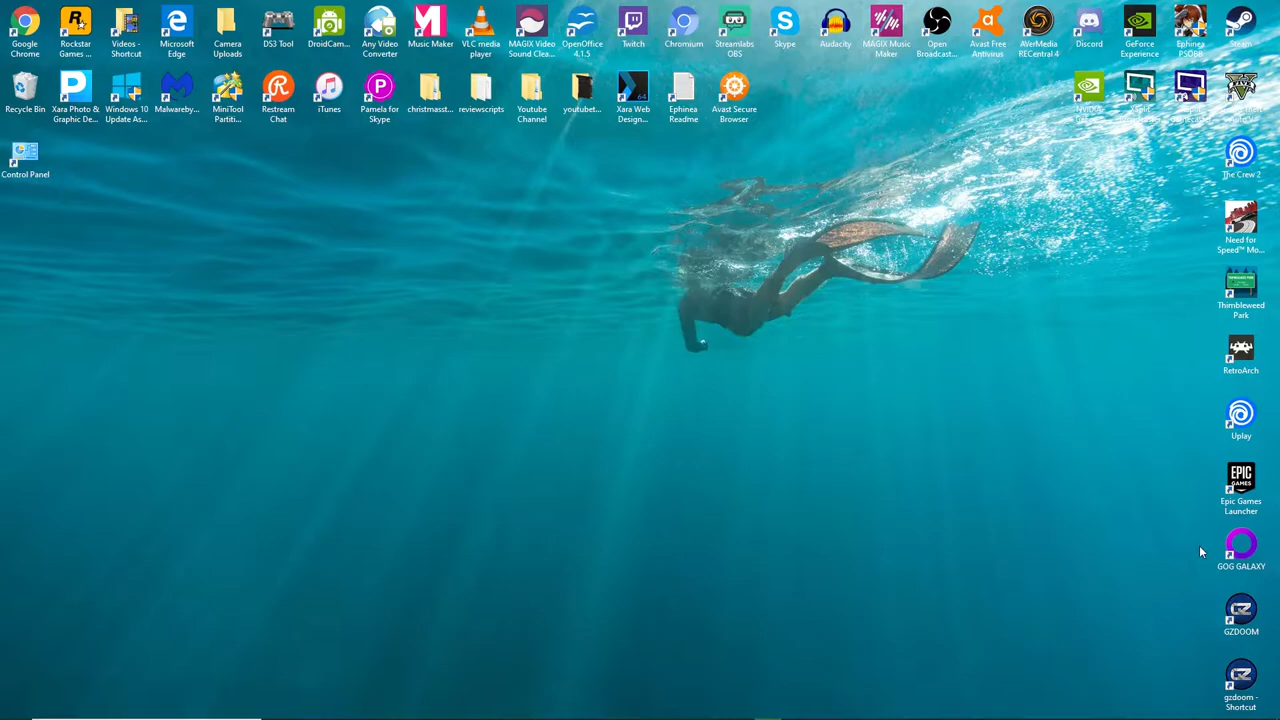 Google
Chrome
Rockstar
Games ...
Videos -
Shortcut
Microsoft
Edge
Camera
Uploads
DS3 Tool
DroidCam...
Any Video
Converter
Music Maker
VLC media
player
MAGIX Video
Sound Clea...
OpenOffice
4.1.5
Twitch
Chromium
Streamlabs
OBS
Skype
Audacity
MAGIX Music
Maker
Open
Broadcast...
Avast Free
Antivirus
AVerMedia
RECentral 4
Discord
GeForce
Experience
Ephinea
PSOBB
Steam
Recycle Bin
Xara Photo &
Graphic De...
Windows 10
Update As...
Malwareby...
MiniTool
Partiti...
Restream
Chat
iTunes
Pamela for
Skype
christmasst...
reviewscripts
Youtube
Channel
youtubet...
Xara Web
Design...
64
Ephinea
Readme
Avast Secure
Browser
Control Panel
The Crew 2
Need for
Speed™ Mo...
Thimbleweed
Park
RetroArch
Uplay
EPIC
GAMES
Epic Games
Launcher
GOG GALAXY
GZDOOM
gzdoom -
Shortcut